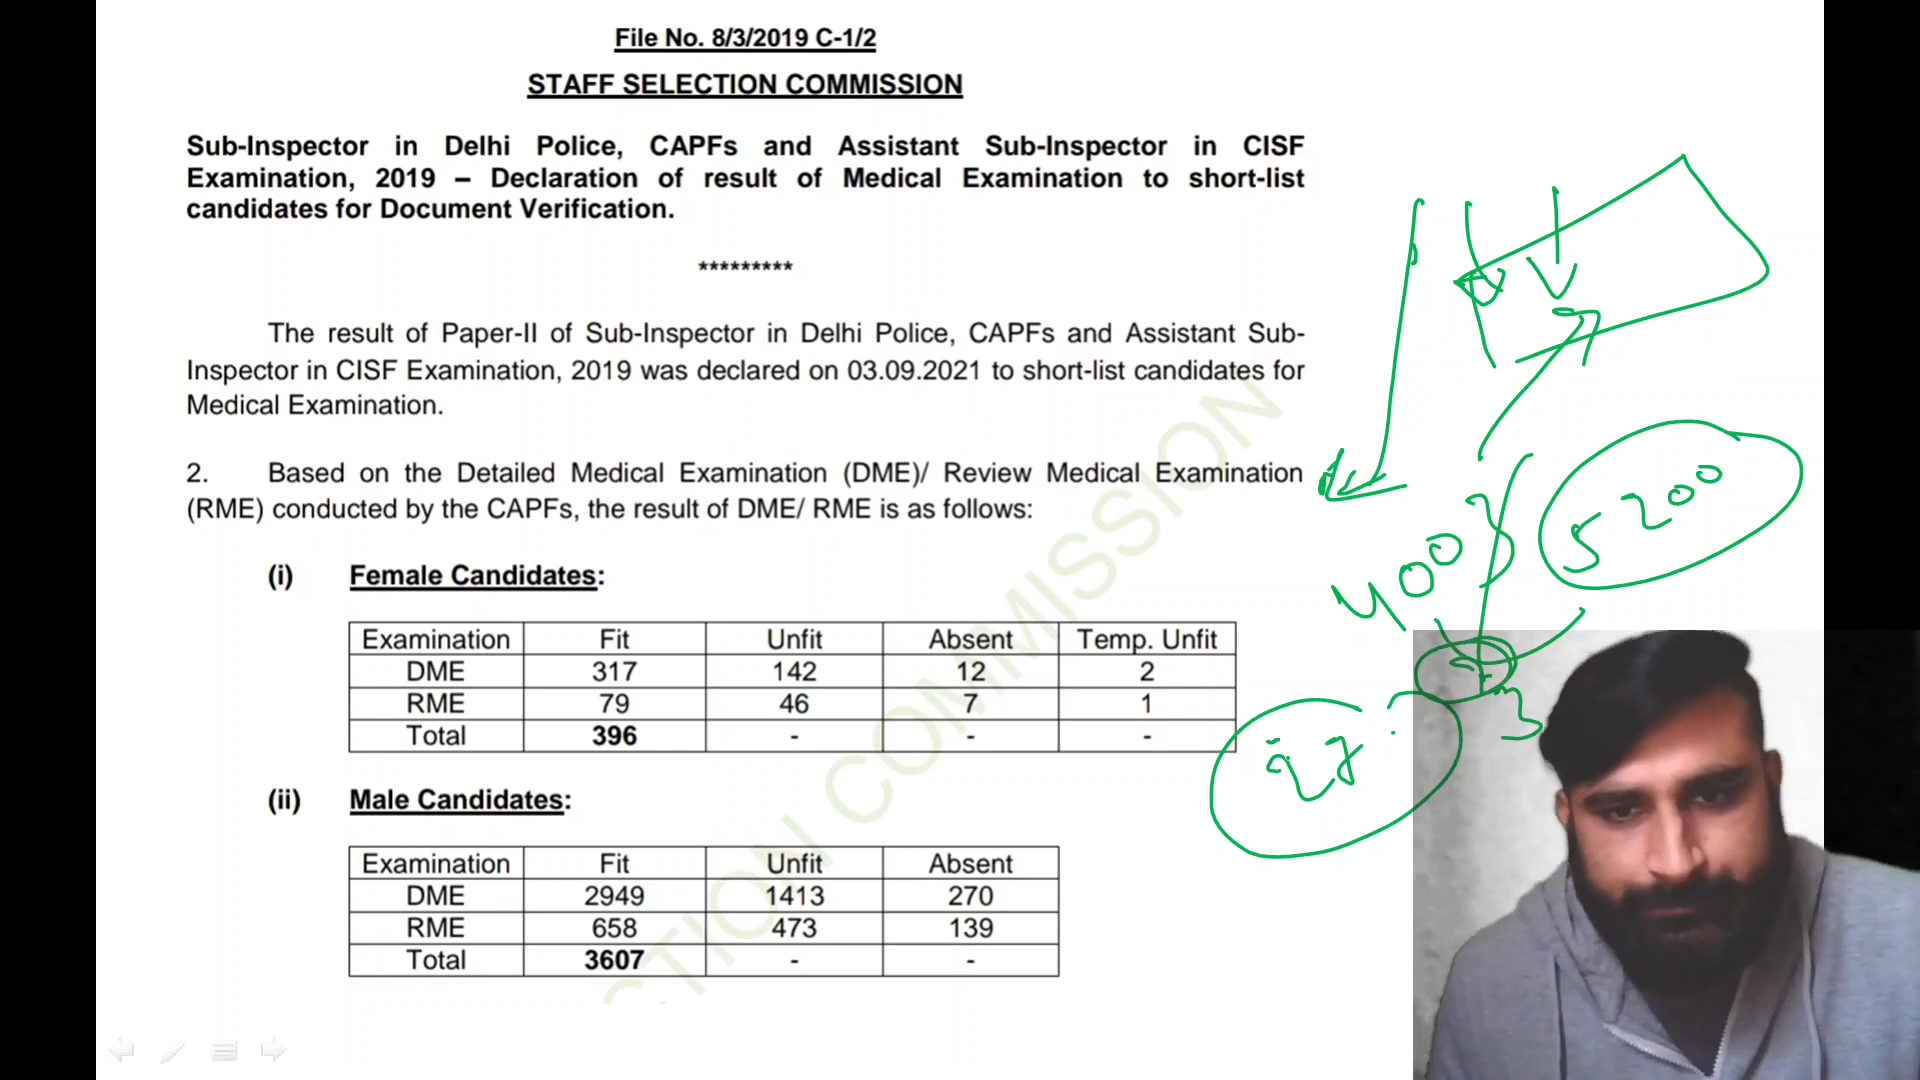 File No. 8/3/2019 C-1/2
STAFF SELECTION COMMISSION
Sub-Inspector in Delhi Police, CAPFs and Assistant Sub-Inspector in CISF
Examination, 2019 – Declaration of result of Medical Examination to short-list
candidates for Document Verification.
*********
The result of Paper-II of Sub-Inspector in Delhi Police, CAPFs and Assistant Sub-
Inspector in CISF Examination, 2019 was declared on 03.09.2021 to short-list candidates for
Medical Examination.
2. Based on the Detailed Medical Examination (DME)/ Review Medical Examination
(RME) conducted by the CAPFs, the result of DME/ RME is as follows:
(i) Female Candidates:
Examination Fit Unfit Absent Temp. Unfit
DME 317 142 12 2
RME 79 46 7 1
Total 396 - - -
(ii) Male Candidates:
Examination Fit Unfit Absent
DME 2949 1413 270
RME 658 473 139
Total 3607 - -
CTION COMMISSION
4003
5200
3